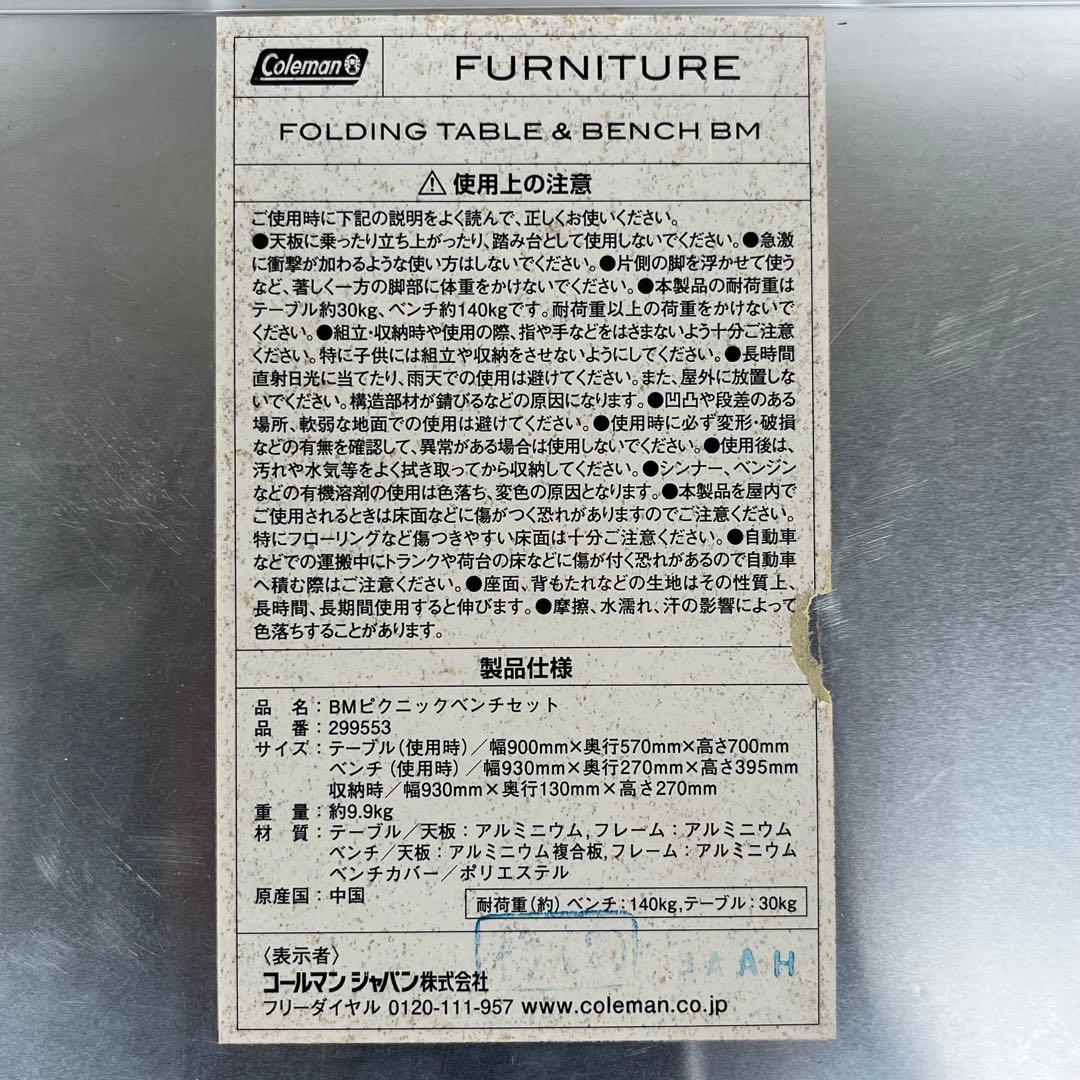 Coleman
FURNITURE
FOLDING TABLE & BENCH BM
⚠ 使用上の注意
ご使用時に下記の説明をよく読んで、正しくお使いください。
●天板に乗ったり立ち上がったり、踏み台として使用しないでください。●急激
に衝撃が加わるような使い方はしないでください。●片側の脚を浮かせて使う
など、著しく一方の脚部に体重をかけないでください。●本製品の耐荷重は
テーブル約30kg、ベンチ約140kgです。耐荷重以上の荷重をかけないで
ください。●組立・収納時や使用の際、指や手などをはさまないよう十分ご注意
ください。特に子供には組立や収納をさせないようにしてください。●長時間
直射日光に当てたり、雨天での使用は避けてください。また、屋外に放置しな
いでください。構造部材が錆びるなどの原因になります。●凹凸や段差のある
場所、軟弱な地面での使用は避けてください。●使用時に必ず変形・破損
などの有無を確認して、異常がある場合は使用しないでください。●使用後は、
汚れや水気等をよく拭き取ってから収納してください。●シンナー、ベンジン
などの有機溶剤の使用は色落ち、変色の原因となります。●本製品を屋内で
ご使用されるときは床面などに傷がつく恐れがありますのでご注意ください。
特にフローリングなど傷つきやすい床面は十分ご注意ください。●自動車
などでの運搬中にトランクや荷台の床などに傷が付く恐れがあるので自動車
へ積む際はご注意ください。●座面、背もたれなどの生地はその性質上、
長時間、長期間使用すると伸びます。●摩擦、水濡れ、汗の影響によって
色落ちすることがあります。
製品仕様
品 名：BMピクニックベンチセット
品 番：299553
サイズ：テーブル（使用時）／幅900mm×奥行570mm×高さ700mm
ベンチ（使用時）／幅930mm×奥行270mm×高さ395mm
収納時／幅930mm×奥行130mm×高さ270mm
重 量：約9.9kg
材 質：テーブル／天板：アルミニウム,フレーム：アルミニウム
ベンチ／天板：アルミニウム複合板,フレーム：アルミニウム
ベンチカバー／ポリエステル
原産国：中国
耐荷重（約）ベンチ：140kg,テーブル：30kg
〈表示者〉
コールマン ジャパン株式会社
フリーダイヤル 0120-111-957 www.coleman.co.jp